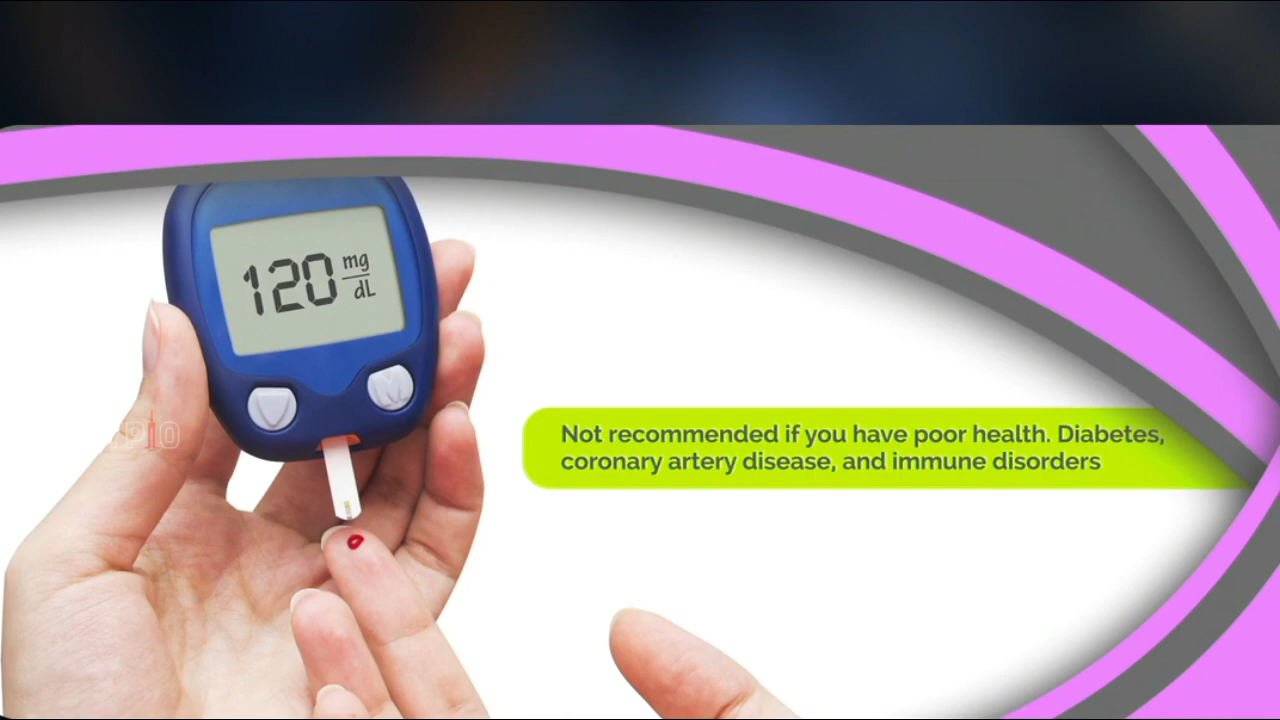 120 mg
dL
Not recommended if you have poor health. Diabetes,
coronary artery disease, and immune disorders